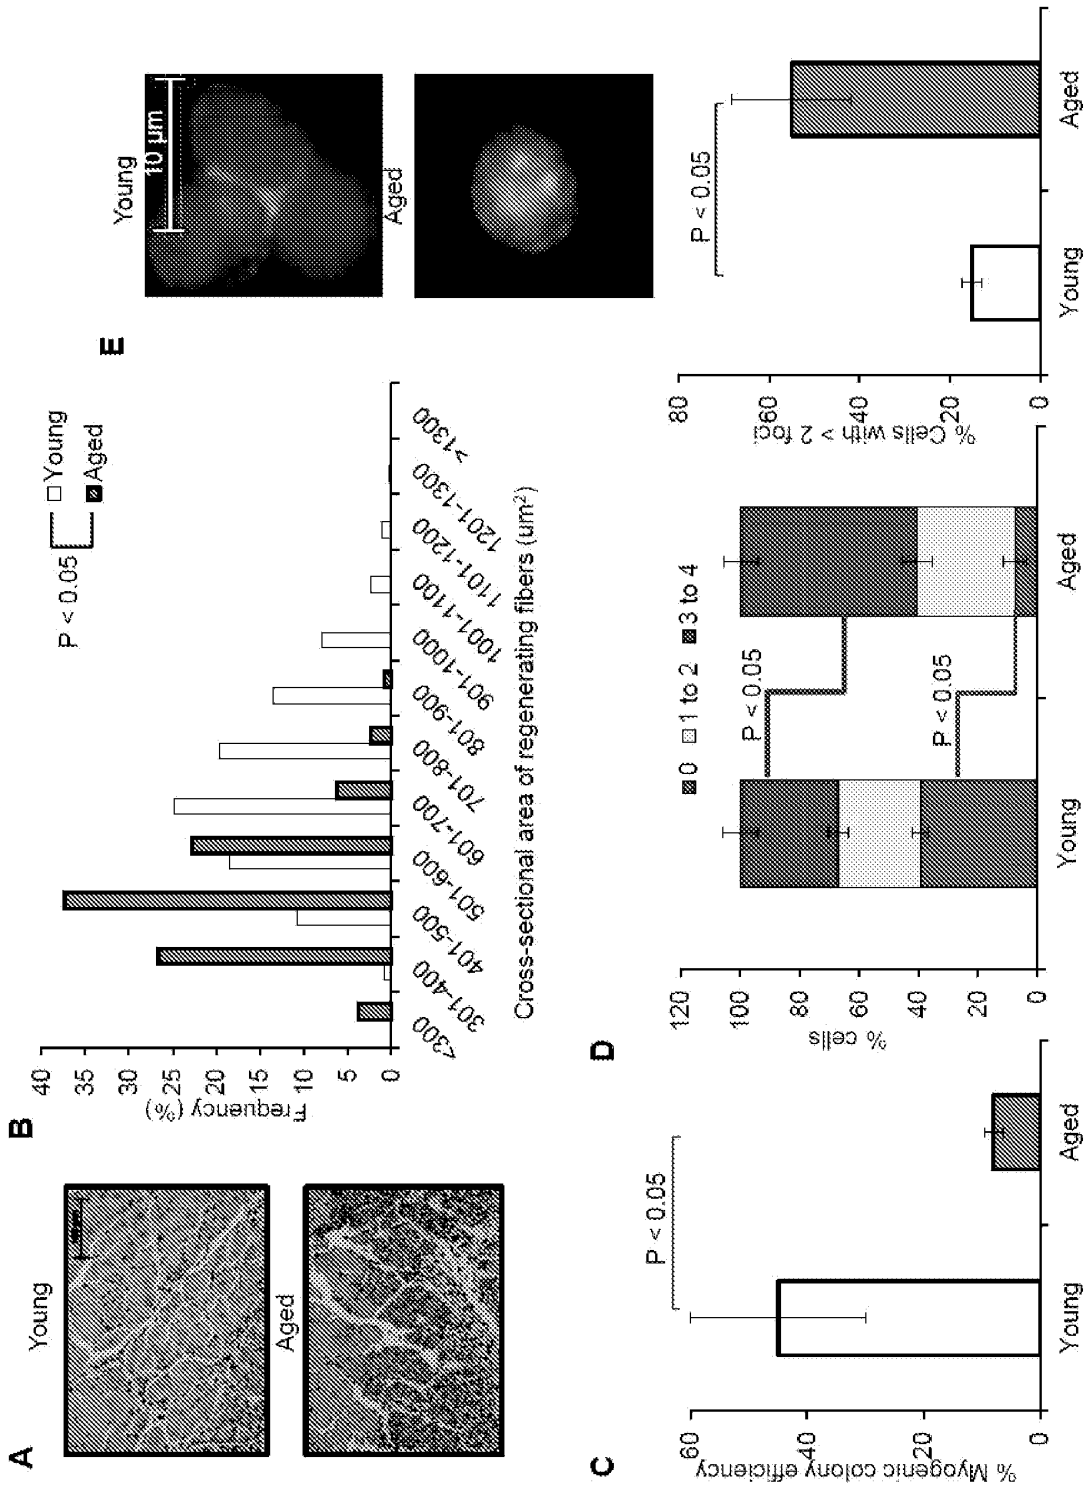 A
Young
Aged
B
Frequency (%)
40
35
30
25
20
15
10
5
0
P < 0.05
Young
Aged
<300
301-400
401-500
501-600
601-700
701-800
801-900
901-1000
1001-1100
1101-1200
1201-1300
>1300
Cross-sectional area of regenerating fibers (um²)
E
Young
10 μm
Aged
C
% Myogenic colony efficiency
60
40
20
0
P < 0.05
Young
Aged
D
% cells
120
100
80
60
40
20
0
0
1 to 2
3 to 4
P < 0.05
P < 0.05
Young
Aged
% Cells with > 2 foci
80
60
40
20
0
P < 0.05
Young
Aged